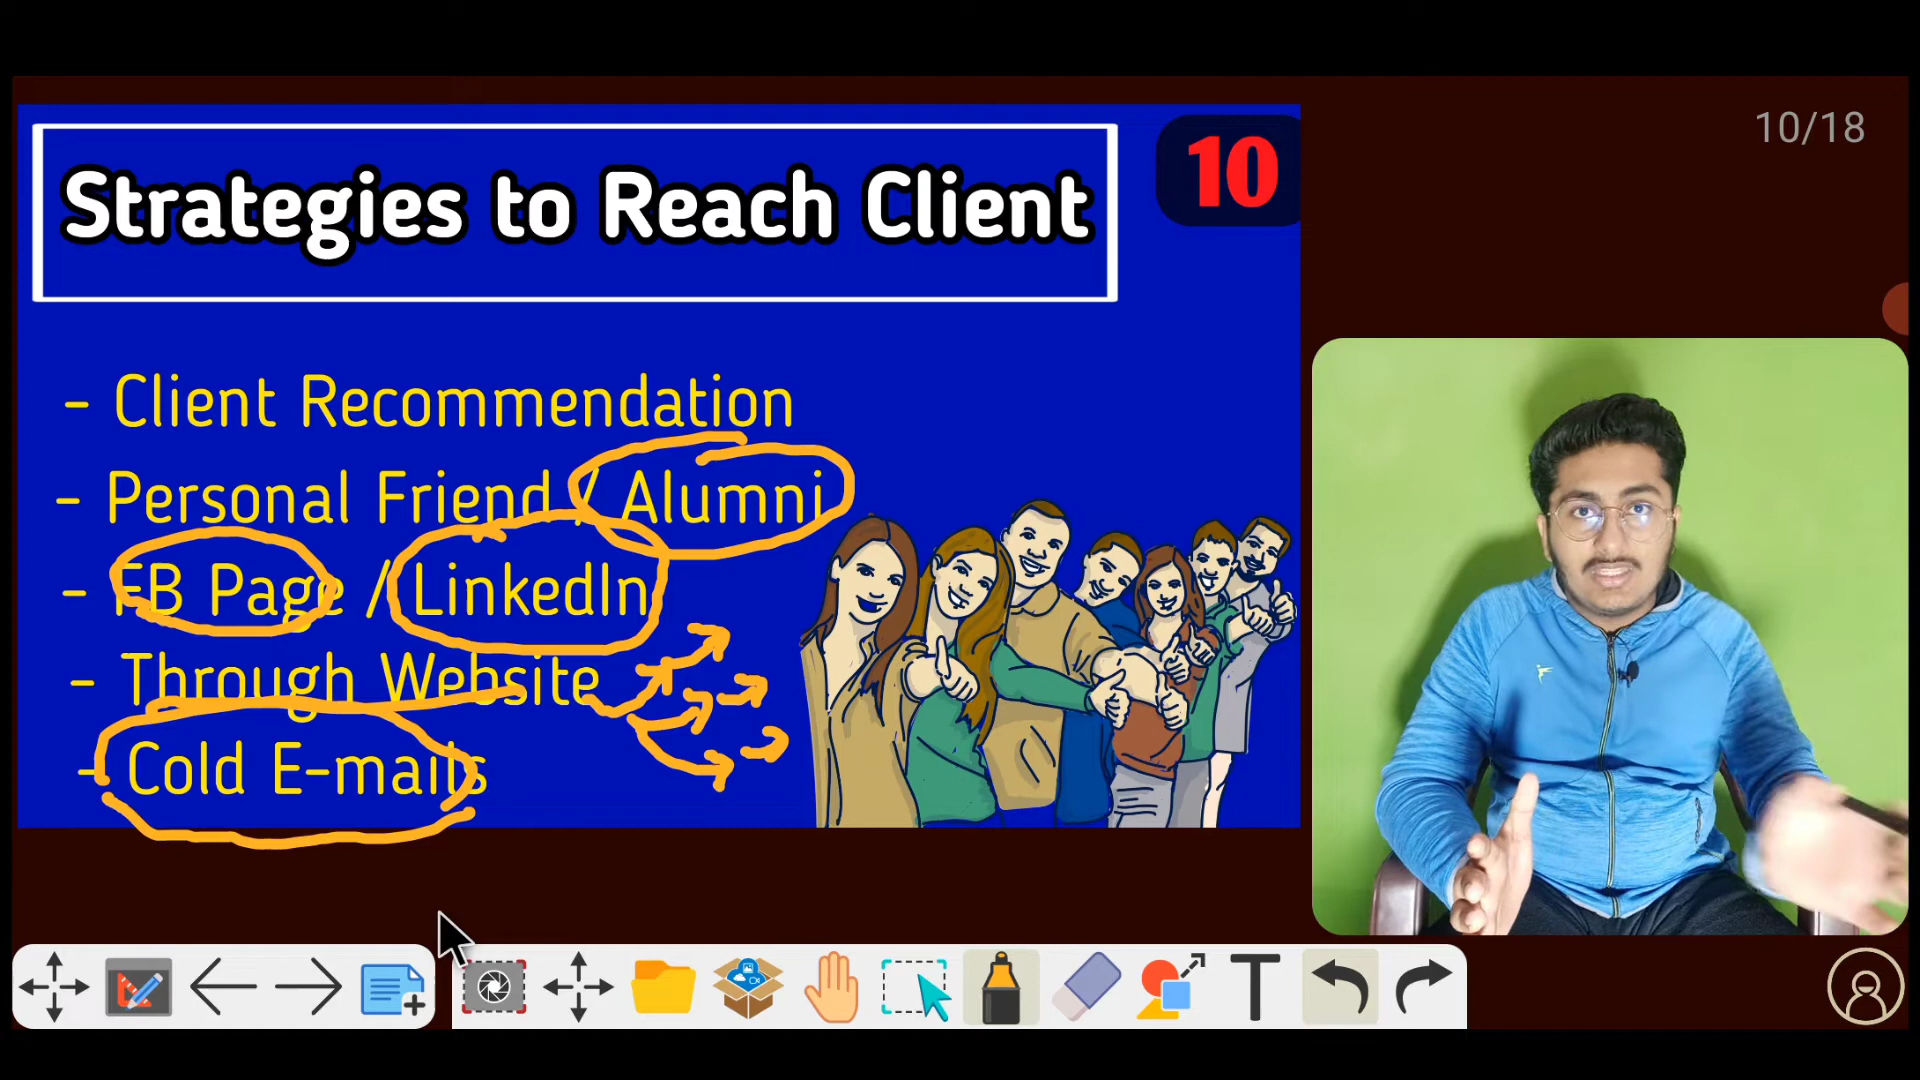 10/18
Strategies to Reach Client
10
- Client Recommendation
- Personal Friend / Alumni
- FB Page / LinkedIn
- Through Website
- Cold E-mails
T